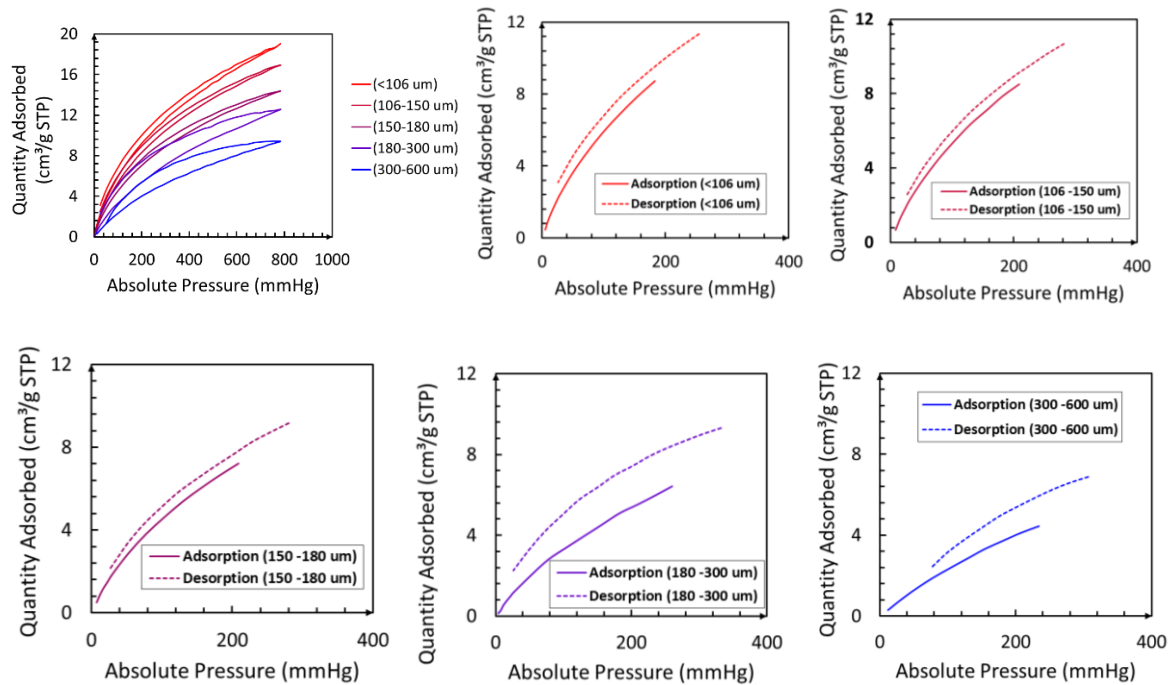 Quantity Adsorbed
(cm³/g STP)
20
16
12
8
4
0
0 200 400 600 800 1000
Absolute Pressure (mmHg)
(<106 um)
(106-150 um)
(150-180 um)
(180-300 um)
(300-600 um)
Quantity Adsorbed (cm³/g STP)
12
8
4
0
0 200 400
Absolute Pressure (mmHg)
Adsorption (<106 um)
Desorption (<106 um)
Quantity Adsorbed (cm³/g STP)
12
8
4
0
0 200 400
Absolute Pressure (mmHg)
Adsorption (106 -150 um)
Desorption (106 -150 um)
Quantity Adsorbed (cm³/g STP)
12
8
4
0
0 200 400
Absolute Pressure (mmHg)
Adsorption (150 -180 um)
Desorption (150 -180 um)
Quantity Adsorbed (cm³/g STP)
12
8
4
0
0 200 400
Absolute Pressure (mmHg)
Adsorption (180 -300 um)
Desorption (180 -300 um)
Quantity Adsorbed (cm³/g STP)
12
8
4
0
0 200 400
Absolute Pressure (mmHg)
Adsorption (300 -600 um)
Desorption (300 -600 um)